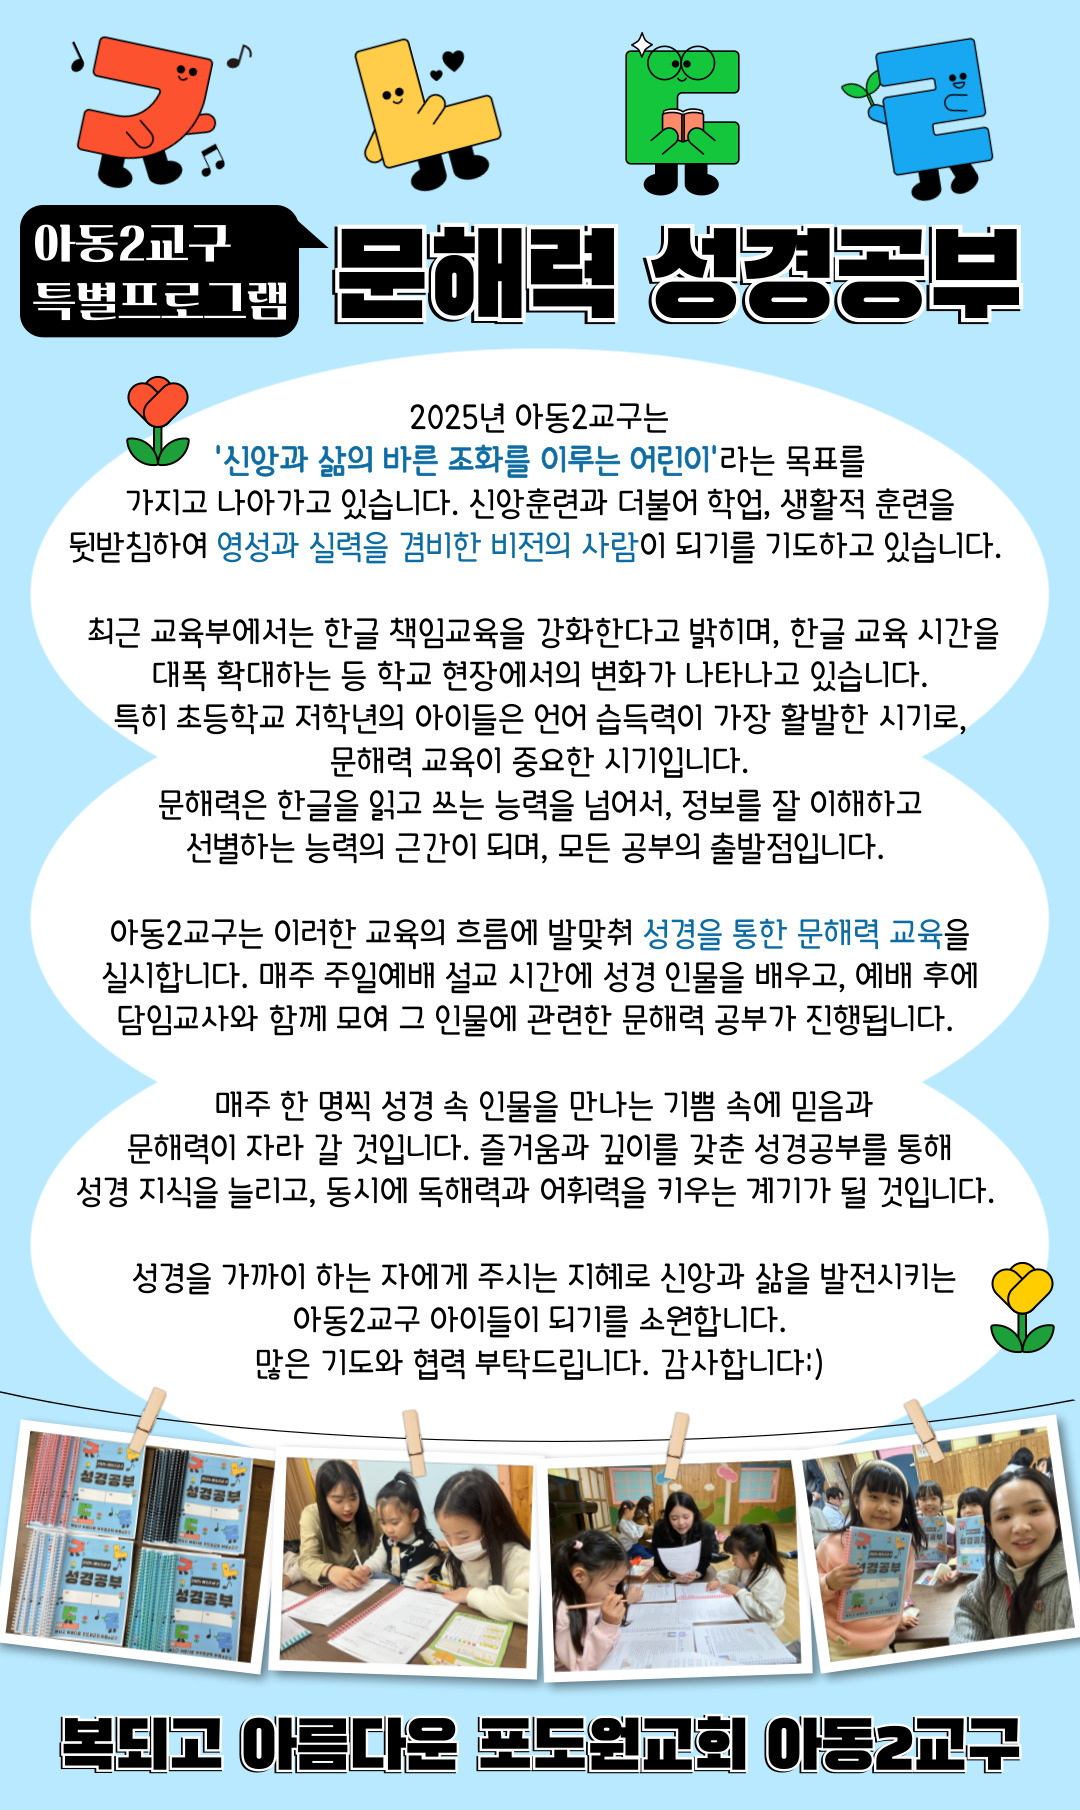 아동2교구
특별프로그램
문해력 성경공부
2025년 아동2교구는
'신앙과 삶의 바른 조화를 이루는 어린이'라는 목표를
가지고 나아가고 있습니다. 신앙훈련과 더불어 학업, 생활적 훈련을
뒷받침하여 영성과 실력을 겸비한 비전의 사람이 되기를 기도하고 있습니다.
최근 교육부에서는 한글 책임교육을 강화한다고 밝히며, 한글 교육 시간을
대폭 확대하는 등 학교 현장에서의 변화가 나타나고 있습니다.
특히 초등학교 저학년의 아이들은 언어 습득력이 가장 활발한 시기로,
문해력 교육이 중요한 시기입니다.
문해력은 한글을 읽고 쓰는 능력을 넘어서, 정보를 잘 이해하고
선별하는 능력의 근간이 되며, 모든 공부의 출발점입니다.
아동2교구는 이러한 교육의 흐름에 발맞춰 성경을 통한 문해력 교육을
실시합니다. 매주 주일예배 설교 시간에 성경 인물을 배우고, 예배 후에
담임교사와 함께 모여 그 인물에 관련한 문해력 공부가 진행됩니다.
매주 한 명씩 성경 속 인물을 만나는 기쁨 속에 믿음과
문해력이 자라 갈 것입니다. 즐거움과 깊이를 갖춘 성경공부를 통해
성경 지식을 늘리고, 동시에 독해력과 어휘력을 키우는 계기가 될 것입니다.
성경을 가까이 하는 자에게 주시는 지혜로 신앙과 삶을 발전시키는
아동2교구 아이들이 되기를 소원합니다.
많은 기도와 협력 부탁드립니다. 감사합니다:)
성경공부
성경공부
성경공부
성경공부
성경공부
복되고 아름다운 포도원교회 아동2교구